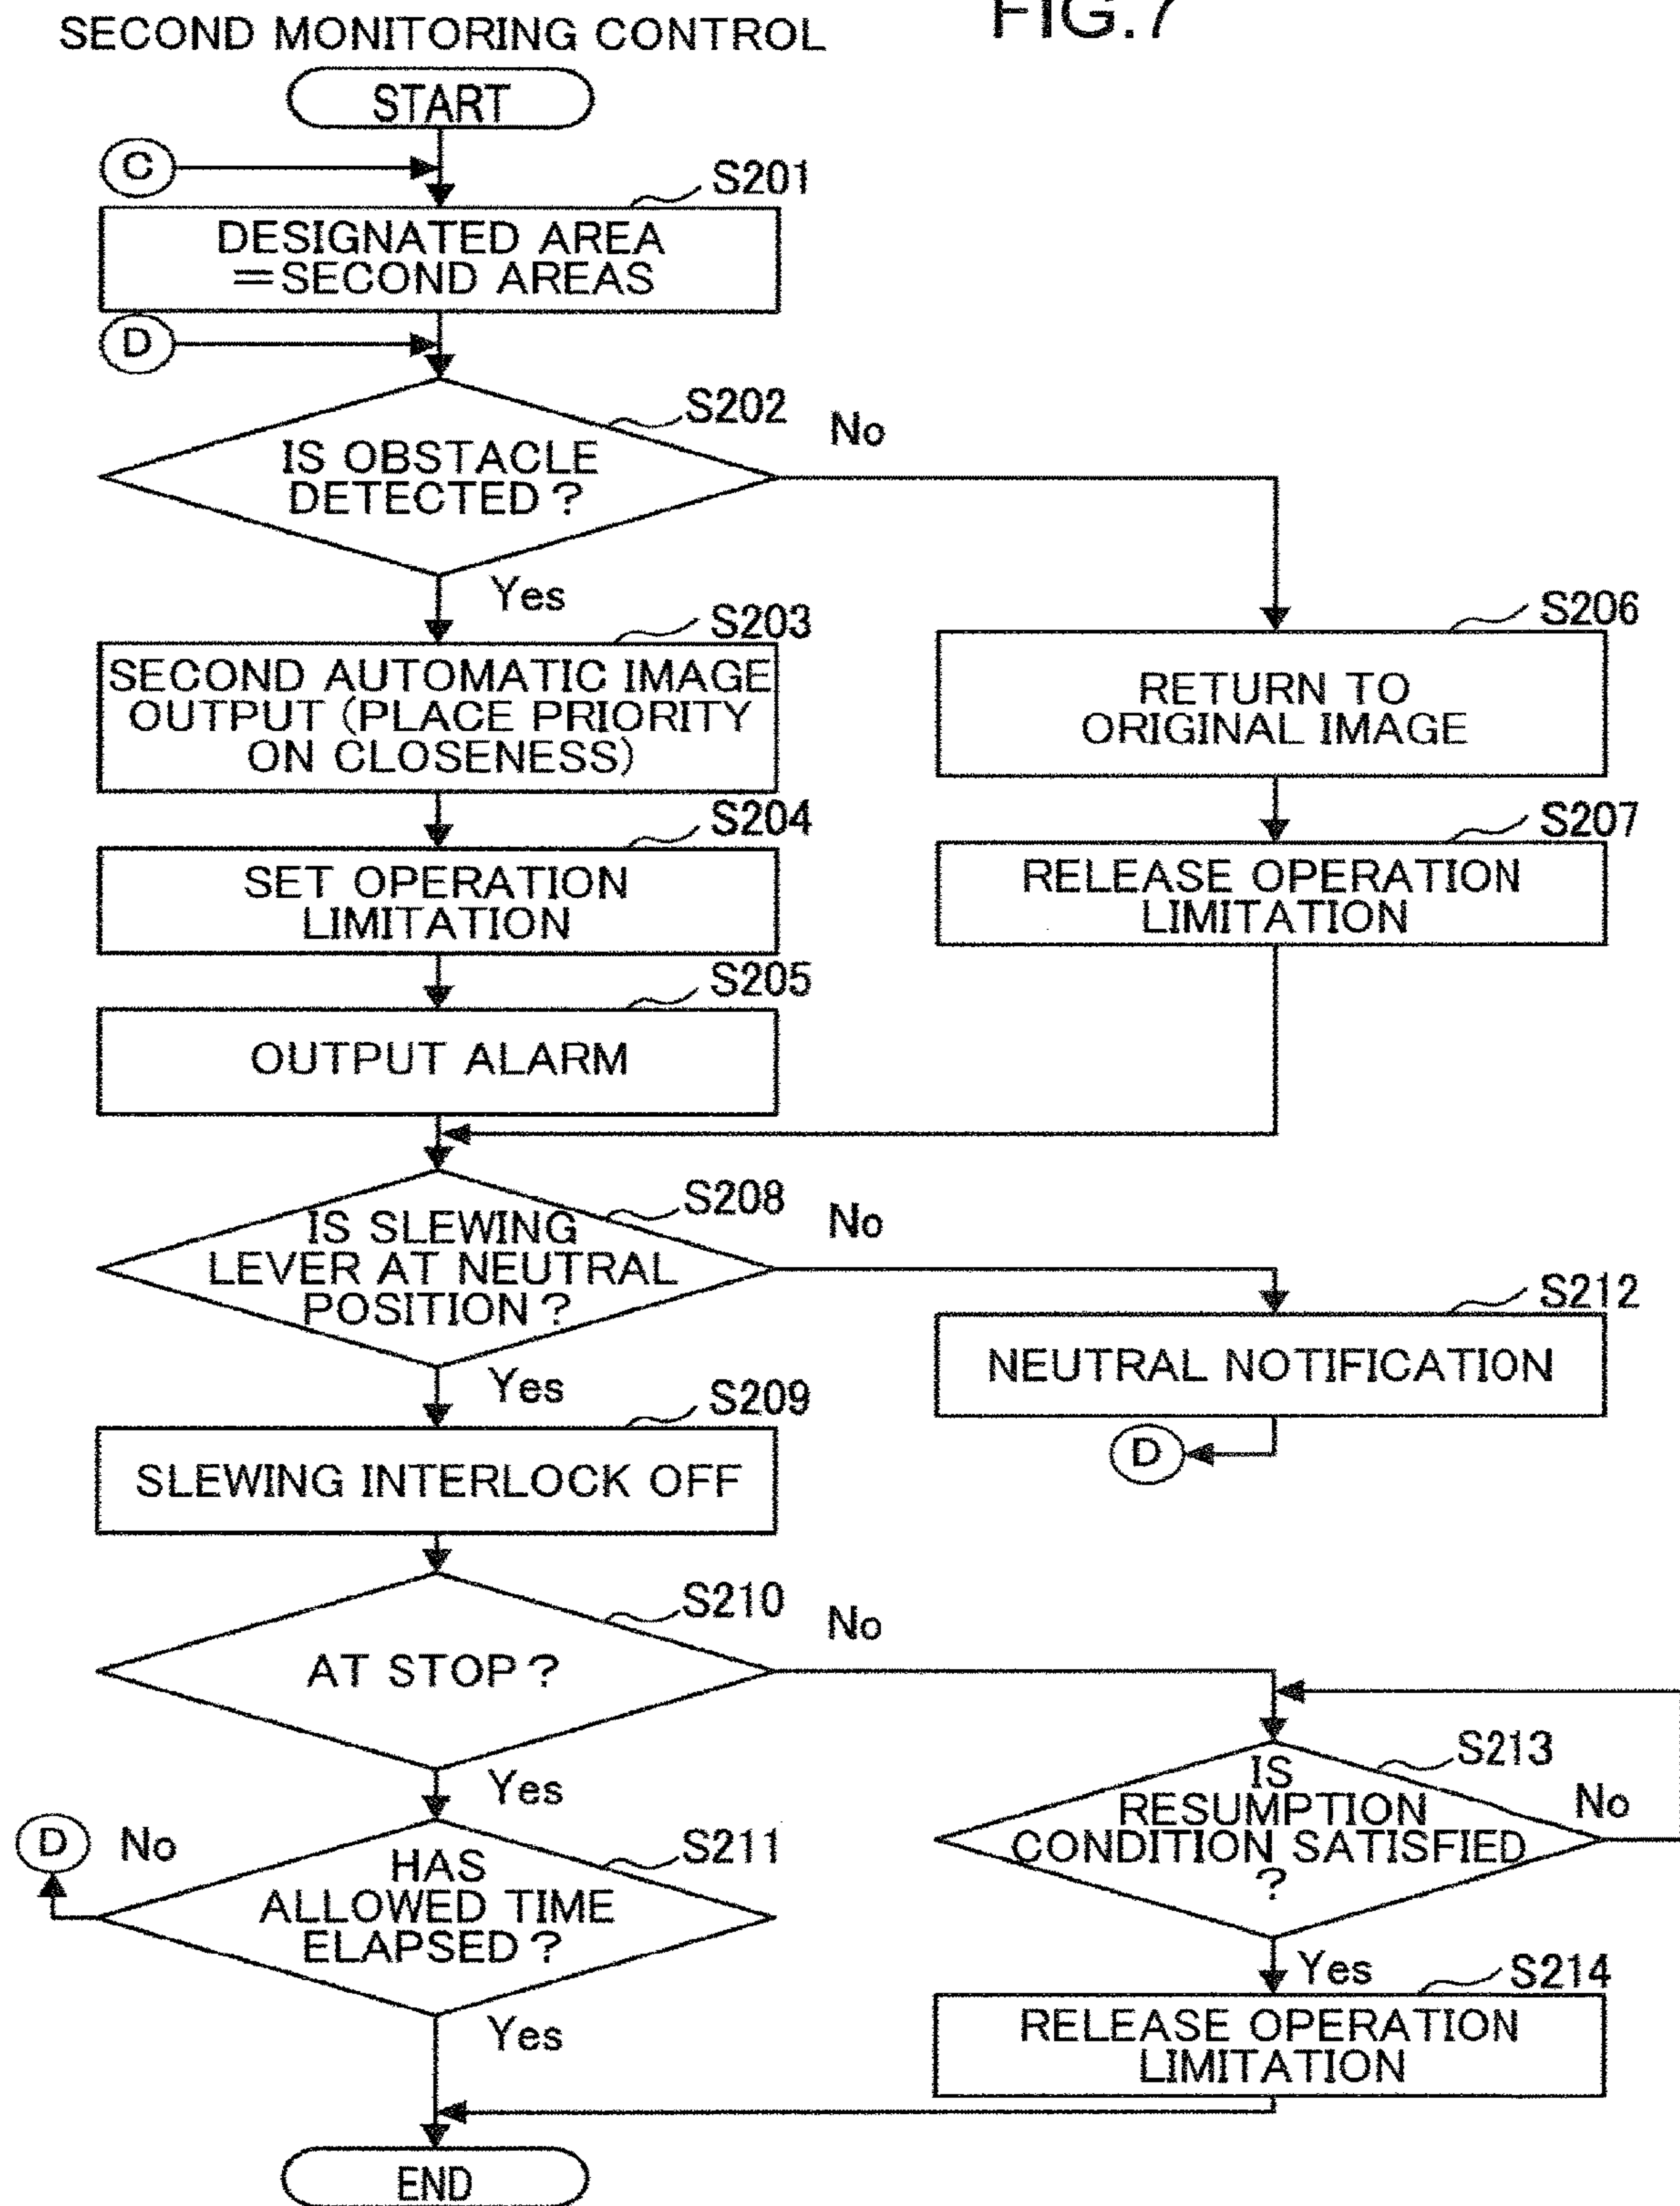 SECOND MONITORING CONTROL
FIG.7
START
C
S201
DESIGNATED AREA
=SECOND AREAS
D
S202
IS OBSTACLE
DETECTED?
No
Yes
S203
SECOND AUTOMATIC IMAGE
OUTPUT (PLACE PRIORITY
ON CLOSENESS)
S206
RETURN TO
ORIGINAL IMAGE
S204
SET OPERATION
LIMITATION
S207
RELEASE OPERATION
LIMITATION
S205
OUTPUT ALARM
S208
IS SLEWING
LEVER AT NEUTRAL
POSITION?
No
Yes
S212
NEUTRAL NOTIFICATION
D
S209
SLEWING INTERLOCK OFF
S210
AT STOP?
No
Yes
S213
IS
RESUMPTION
CONDITION SATISFIED
?
No
Yes
D
No
S211
HAS
ALLOWED TIME
ELAPSED?
Yes
S214
RELEASE OPERATION
LIMITATION
END